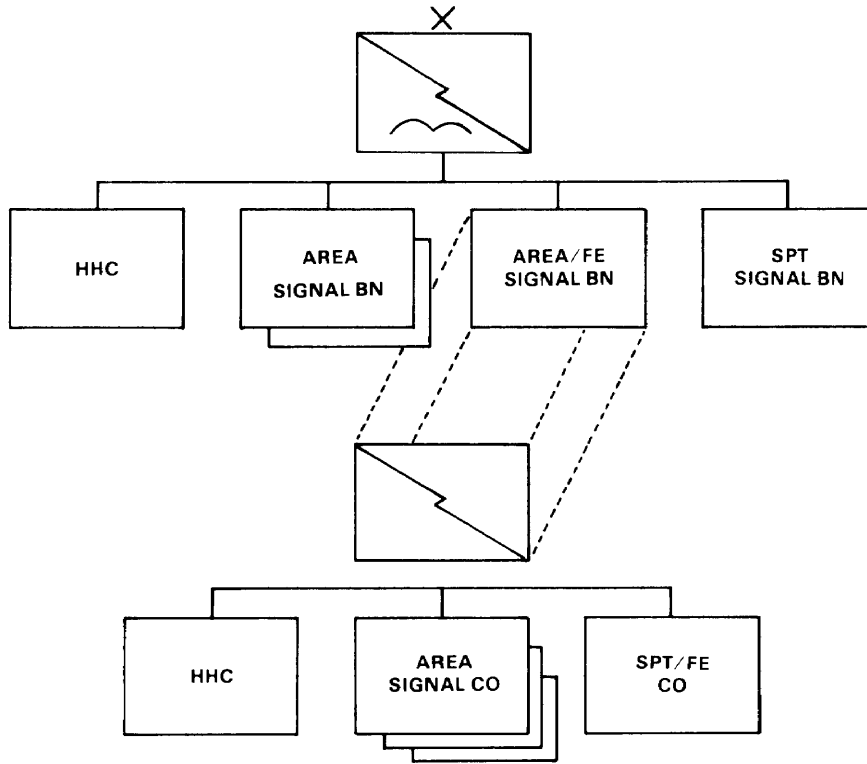 X
HHC
AREA
SIGNAL BN
AREA/FE
SIGNAL BN
SPT
SIGNAL BN
HHC
AREA
SIGNAL CO
SPT/FE
CO